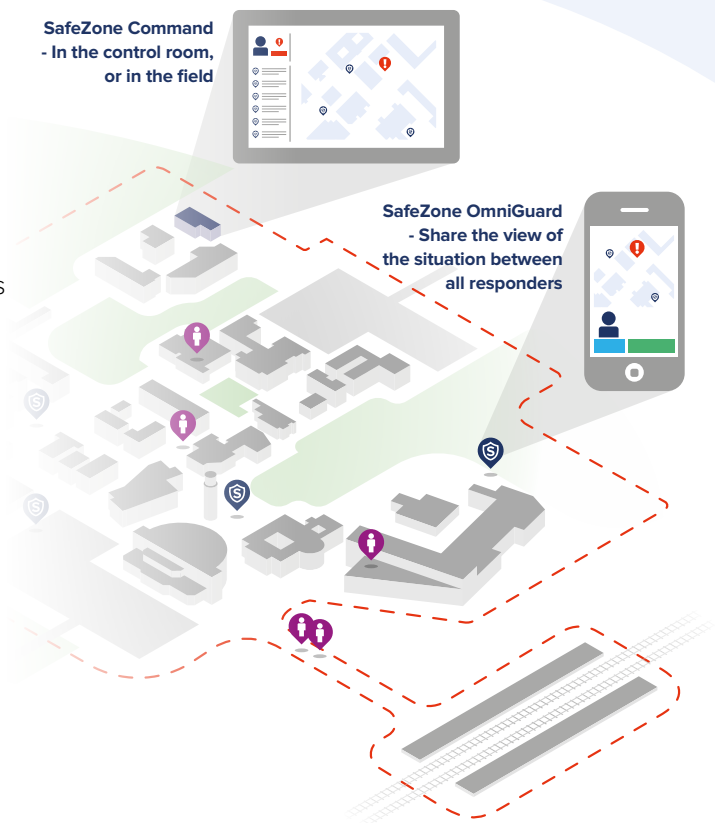 SafeZone Command
- In the control room,
or in the field
SafeZone OmniGuard
- Share the view of
the situation between
all responders
s
S
S
S
S